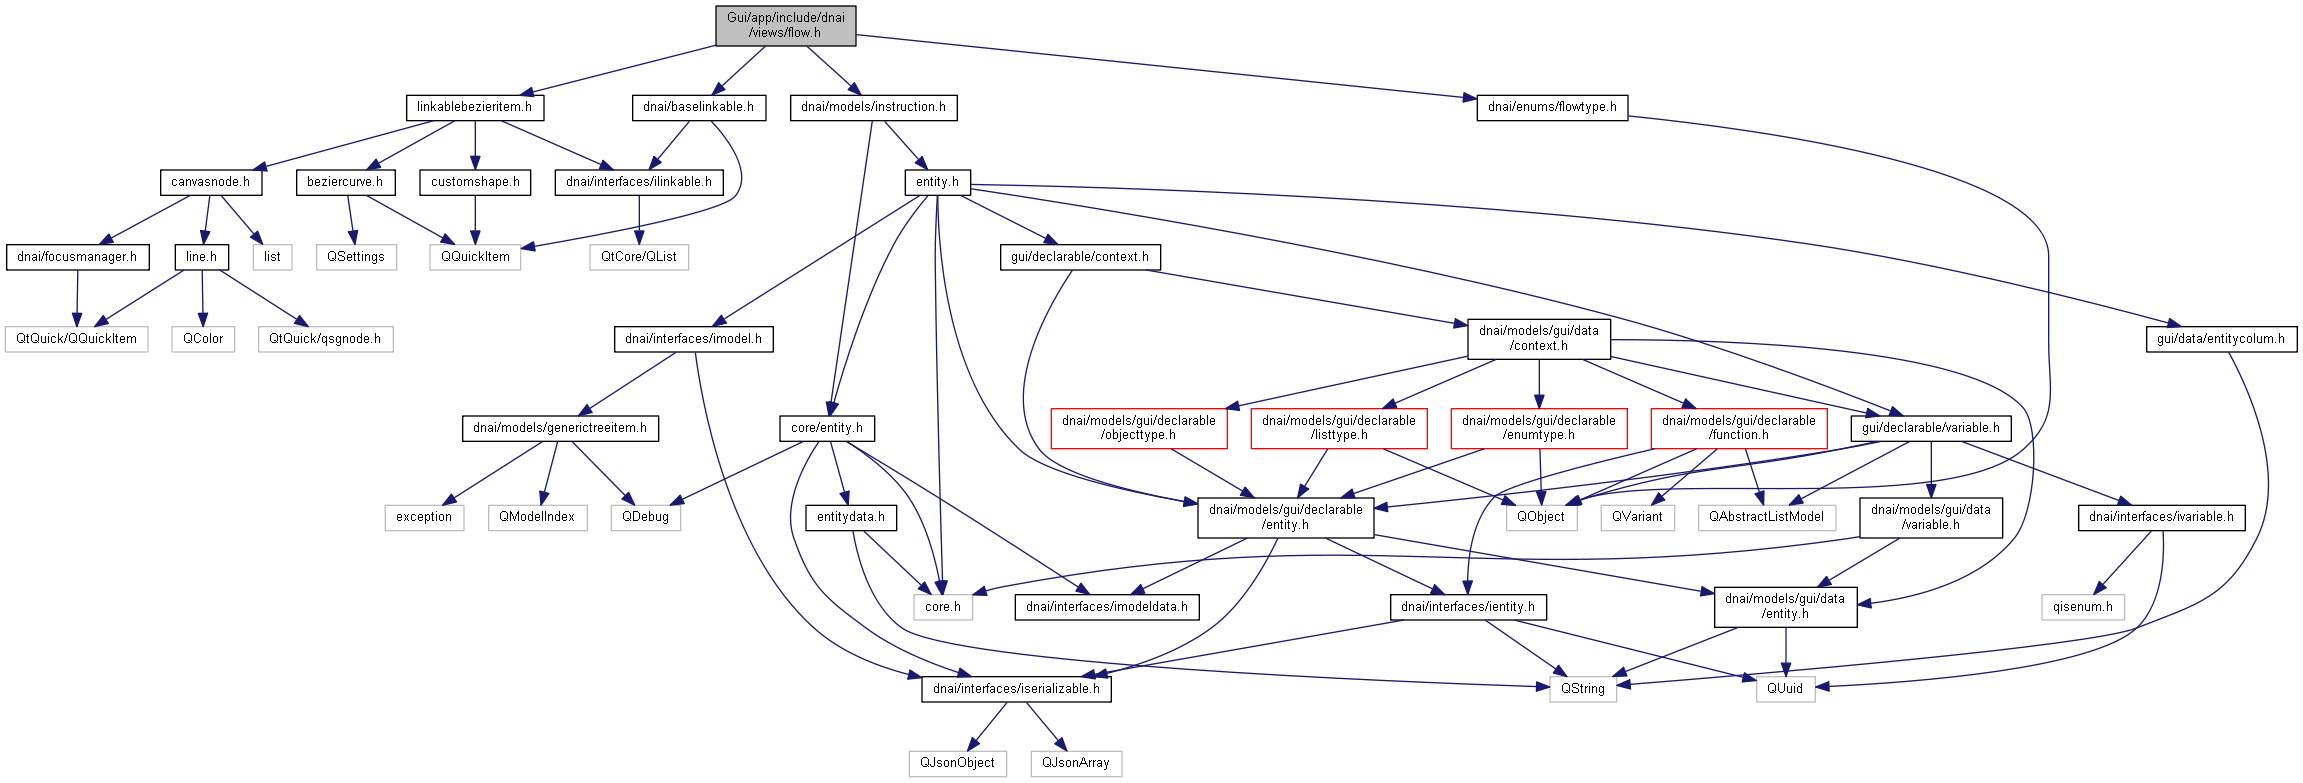 Gui/app/include/dnai
/views/flow.h
linkablebezieritem.h
dnai/baselinkable.h
dnai/models/instruction.h
dnai/enums/flowtype.h
canvasnode.h
beziercurve.h
customshape.h
dnai/interfaces/ilinkable.h
entity.h
dnai/focusmanager.h
line.h
list
QSettings
QQuickItem
QtCore/QList
gui/declarable/context.h
QtQuick/QQuickItem
QColor
QtQuick/qsgnode.h
dnai/interfaces/imodel.h
dnai/models/gui/data
/context.h
gui/data/entitycolum.h
dnai/models/generictreeitem.h
core/entity.h
dnai/models/gui/declarable
/objecttype.h
dnai/models/gui/declarable
/listtype.h
dnai/models/gui/declarable
/enumtype.h
dnai/models/gui/declarable
/function.h
gui/declarable/variable.h
exception
QModelIndex
QDebug
entitydata.h
dnai/models/gui/declarable
/entity.h
QObject
QVariant
QAbstractListModel
dnai/models/gui/data
/variable.h
dnai/interfaces/ivariable.h
core.h
dnai/interfaces/imodeldata.h
dnai/interfaces/ientity.h
dnai/models/gui/data
/entity.h
qisenum.h
dnai/interfaces/iserializable.h
QString
QUuid
QJsonObject
QJsonArray